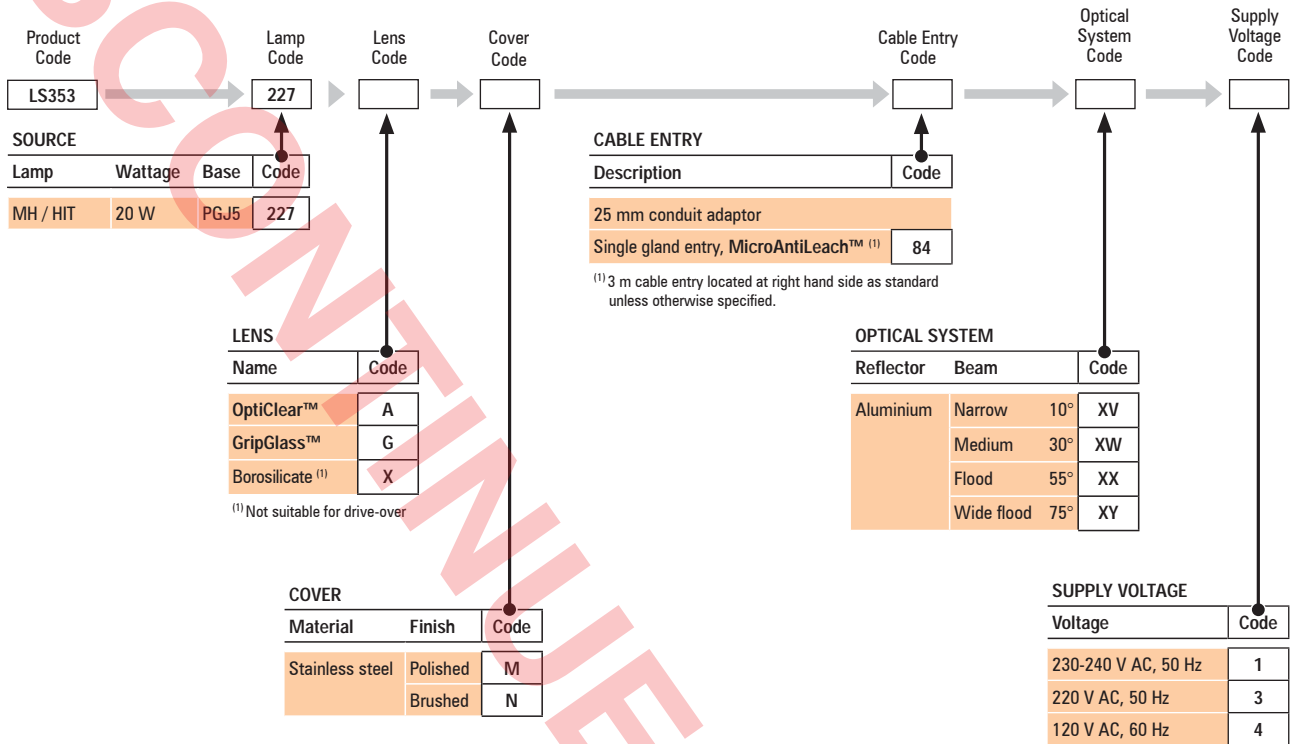 Product Code
Lamp Code
Lens Code
Cover Code
Cable Entry Code
Optical System Code
Supply Voltage Code
LS353
227
SOURCE
Lamp Wattage Base Code
MH / HIT 20 W PGJ5 227
CABLE ENTRY
Description Code
25 mm conduit adaptor
Single gland entry, MicroAntiLeach™ (1) 84
(1) 3 m cable entry located at right hand side as standard
unless otherwise specified.
LENS
Name Code
OptiClear™ A
GripGlass™ G
Borosilicate (1) X
(1) Not suitable for drive-over
OPTICAL SYSTEM
Reflector Beam Code
Aluminium Narrow 10° XV
Medium 30° XW
Flood 55° XX
Wide flood 75° XY
COVER
Material Finish Code
Stainless steel Polished M
Brushed N
SUPPLY VOLTAGE
Voltage Code
230-240 V AC, 50 Hz 1
220 V AC, 50 Hz 3
120 V AC, 60 Hz 4
SCONTINUE